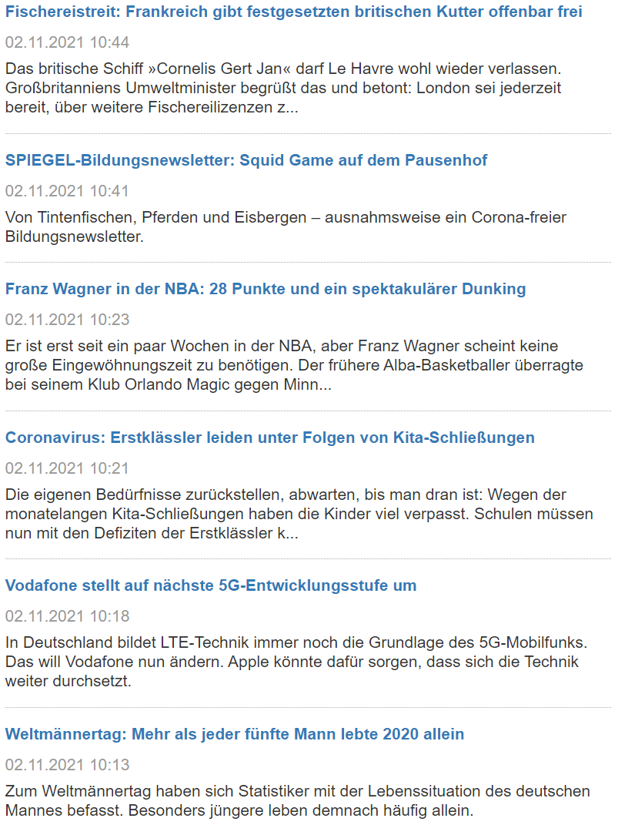 Fischereistreit: Frankreich gibt festgesetzten britischen Kutter offenbar frei
02.11.2021 10:44
Das britische Schiff »Cornelis Gert Jan« darf Le Havre wohl wieder verlassen.
Großbritanniens Umweltminister begrüßt das und betont: London sei jederzeit
bereit, über weitere Fischereilizenzen z...
SPIEGEL-Bildungsnewsletter: Squid Game auf dem Pausenhof
02.11.2021 10:41
Von Tintenfischen, Pferden und Eisbergen – ausnahmsweise ein Corona-freier
Bildungsnewsletter.
Franz Wagner in der NBA: 28 Punkte und ein spektakulärer Dunking
02.11.2021 10:23
Er ist erst seit ein paar Wochen in der NBA, aber Franz Wagner scheint keine
große Eingewöhnungszeit zu benötigen. Der frühere Alba-Basketballer überragte
bei seinem Klub Orlando Magic gegen Minn...
Coronavirus: Erstklässler leiden unter Folgen von Kita-Schließungen
02.11.2021 10:21
Die eigenen Bedürfnisse zurückstellen, abwarten, bis man dran ist: Wegen der
monatelangen Kita-Schließungen haben die Kinder viel verpasst. Schulen müssen
nun mit den Defiziten der Erstklässler k...
Vodafone stellt auf nächste 5G-Entwicklungsstufe um
02.11.2021 10:18
In Deutschland bildet LTE-Technik immer noch die Grundlage des 5G-Mobilfunks.
Das will Vodafone nun ändern. Apple könnte dafür sorgen, dass sich die Technik
weiter durchsetzt.
Weltmännertag: Mehr als jeder fünfte Mann lebte 2020 allein
02.11.2021 10:13
Zum Weltmännertag haben sich Statistiker mit der Lebenssituation des deutschen
Mannes befasst. Besonders jüngere leben demnach häufig allein.